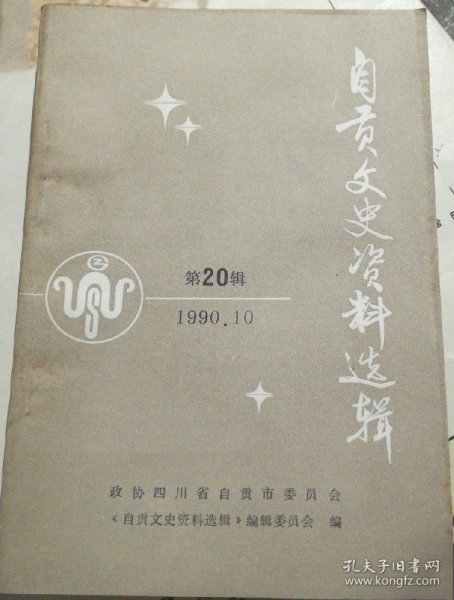 自贡文史资料选辑
第20辑
1990.10
政协四川省自贡市委员会
《自贡文史资料选辑》编辑委员会 编
孔夫子旧书网
www.kongfz.com